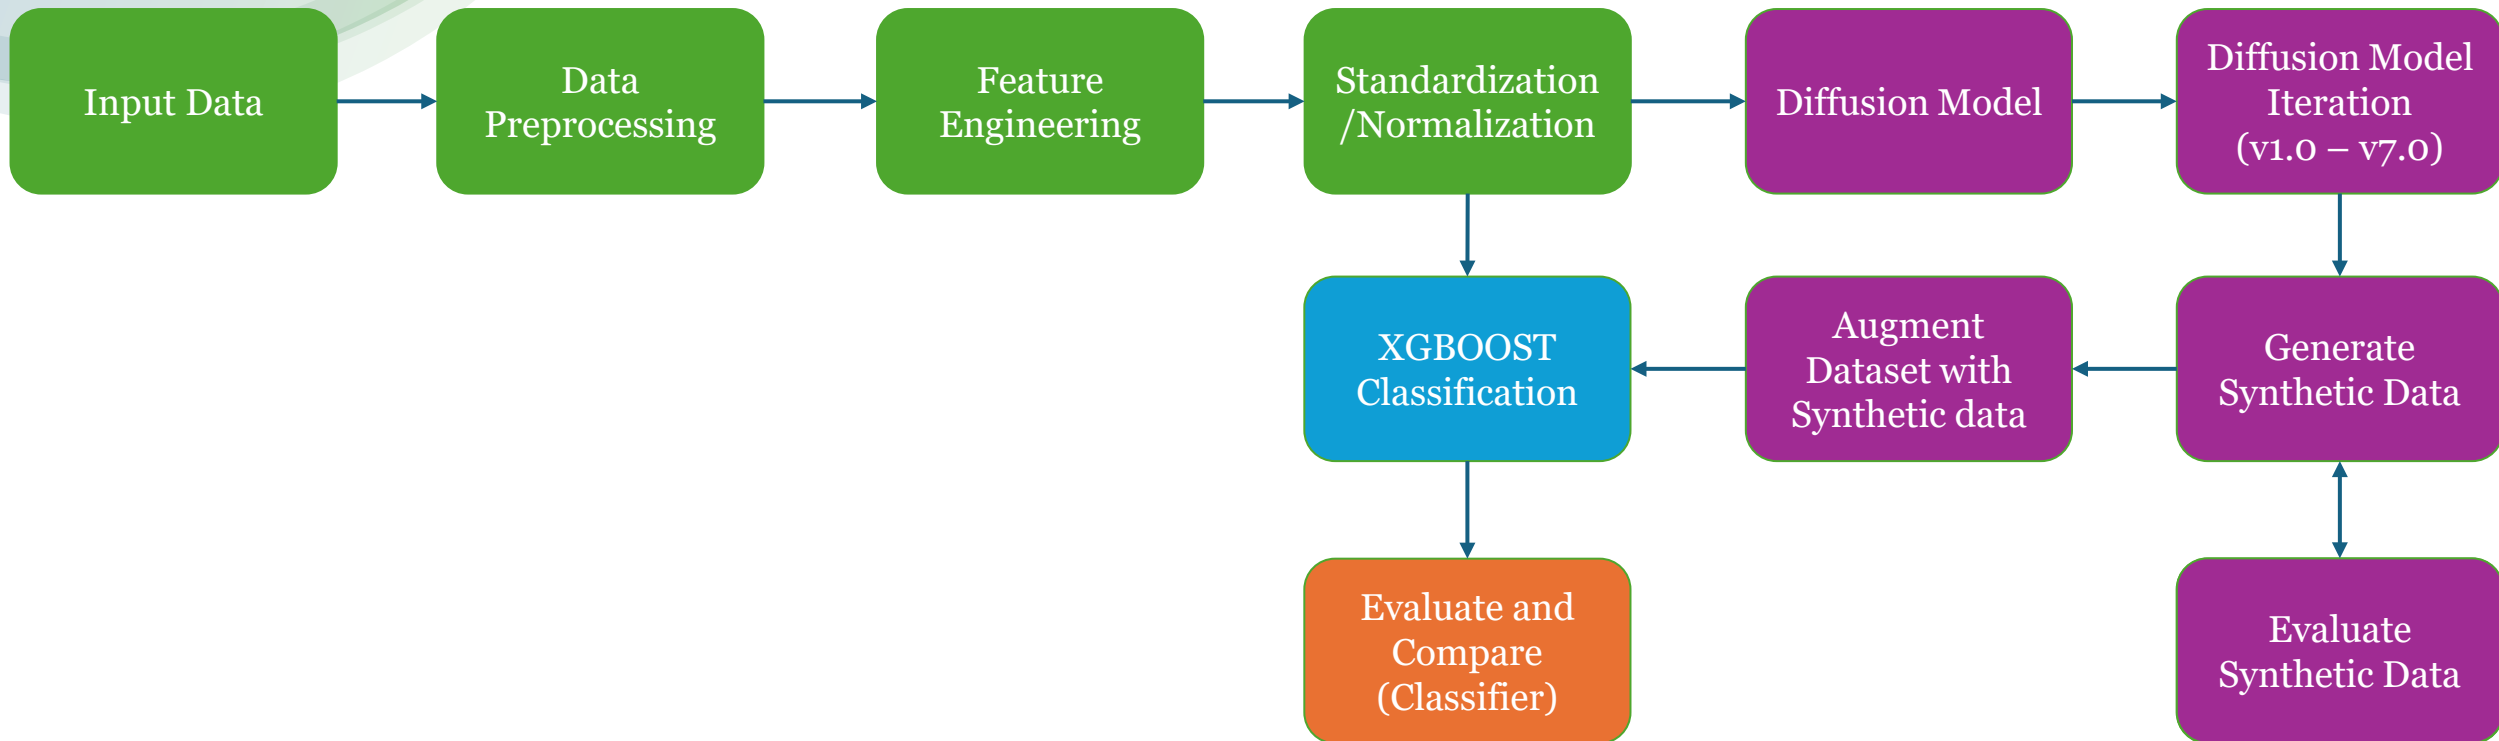 Input Data
Data
Preprocessing
Feature
Engineering
Standardization
/Normalization
Diffusion Model
Diffusion Model
Iteration
(v1.0 – v7.0)
XGBOOST
Classification
Augment
Dataset with
Synthetic data
Generate
Synthetic Data
Evaluate and
Compare
(Classifier)
Evaluate
Synthetic Data